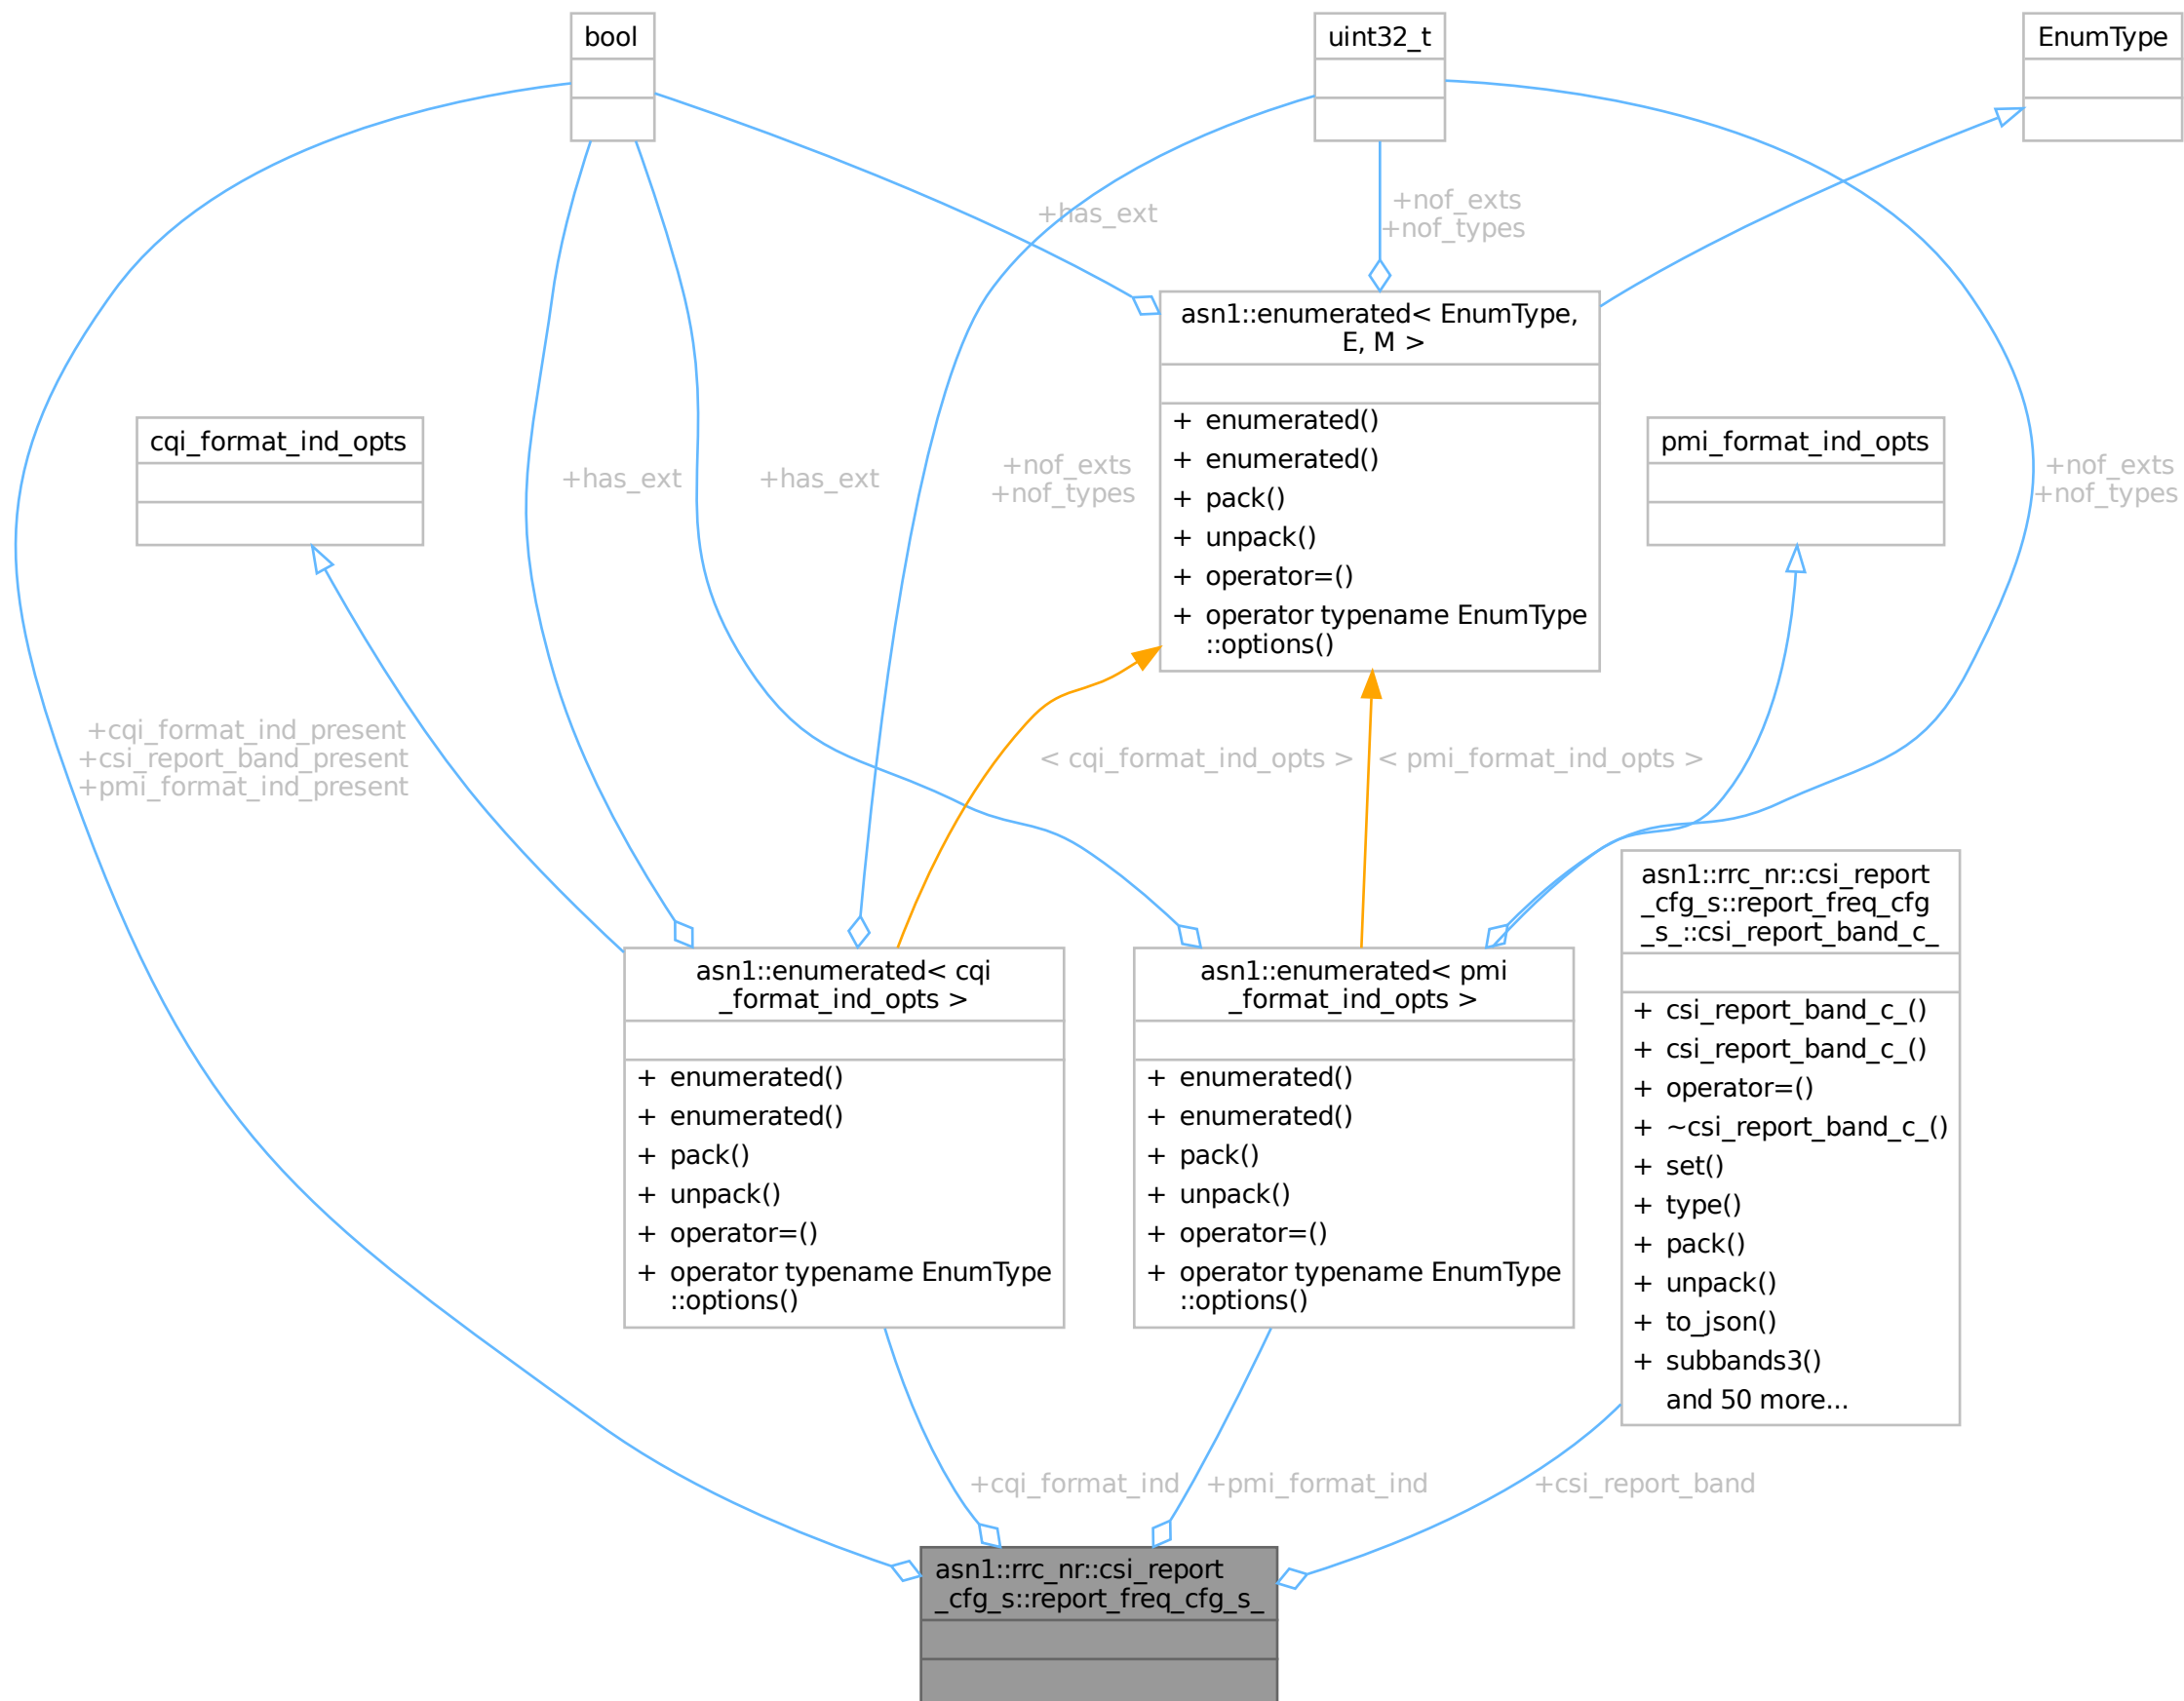 bool
uint32_t
EnumType
+has_ext
+nof_exts
+nof_types
asn1::enumerated< EnumType,
E, M >
+ enumerated()
+ enumerated()
+ pack()
+ unpack()
+ operator=()
+ operator typename EnumType
::options()
cqi_format_ind_opts
pmi_format_ind_opts
+has_ext
+has_ext
+nof_exts
+nof_types
+nof_exts
+nof_types
+cqi_format_ind_present
+csi_report_band_present
+pmi_format_ind_present
< cqi_format_ind_opts >
< pmi_format_ind_opts >
asn1::enumerated< cqi
_format_ind_opts >
+ enumerated()
+ enumerated()
+ pack()
+ unpack()
+ operator=()
+ operator typename EnumType
::options()
asn1::enumerated< pmi
_format_ind_opts >
+ enumerated()
+ enumerated()
+ pack()
+ unpack()
+ operator=()
+ operator typename EnumType
::options()
asn1::rrc_nr::csi_report
_cfg_s::report_freq_cfg
_s_::csi_report_band_c_
+ csi_report_band_c_()
+ csi_report_band_c_()
+ operator=()
+ ~csi_report_band_c_()
+ set()
+ type()
+ pack()
+ unpack()
+ to_json()
+ subbands3()
and 50 more...
+cqi_format_ind
+pmi_format_ind
+csi_report_band
asn1::rrc_nr::csi_report
_cfg_s::report_freq_cfg_s_